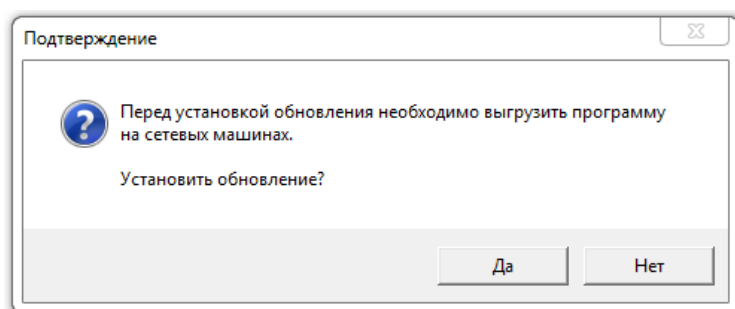 Подтверждение
Перед установкой обновления необходимо выгрузить программу
на сетевых машинах.
Установить обновление?
Да
Нет